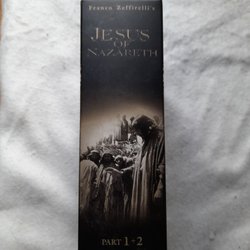 Franco Zeffirelli's
JESUS
OF
NAZARETH
PART 1+2